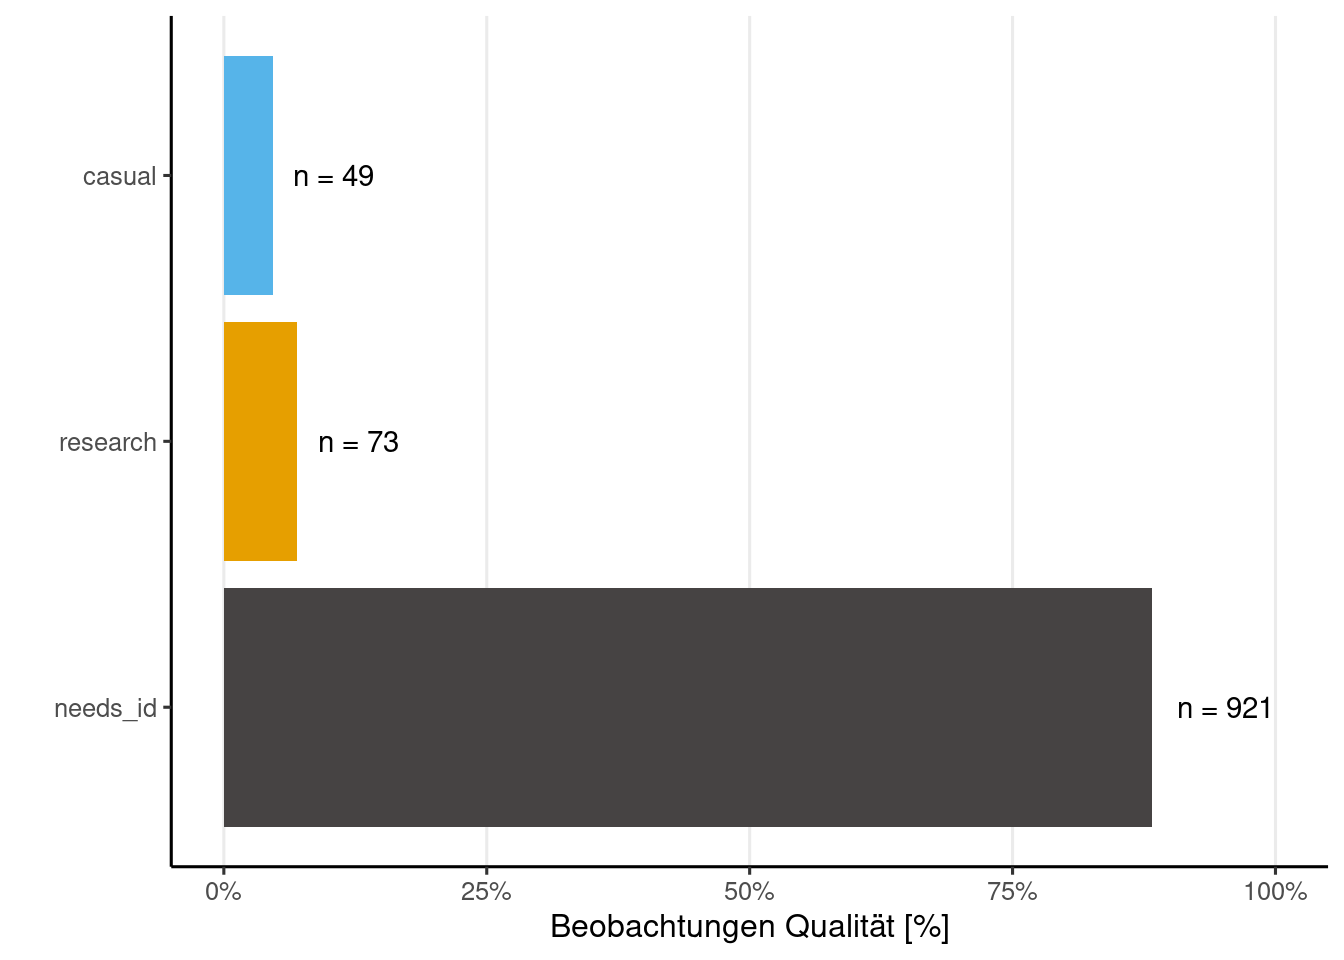 casual
n = 49
research
n = 73
needs_id
n = 921
0%
25%
50%
75%
100%
Beobachtungen Qualität [%]